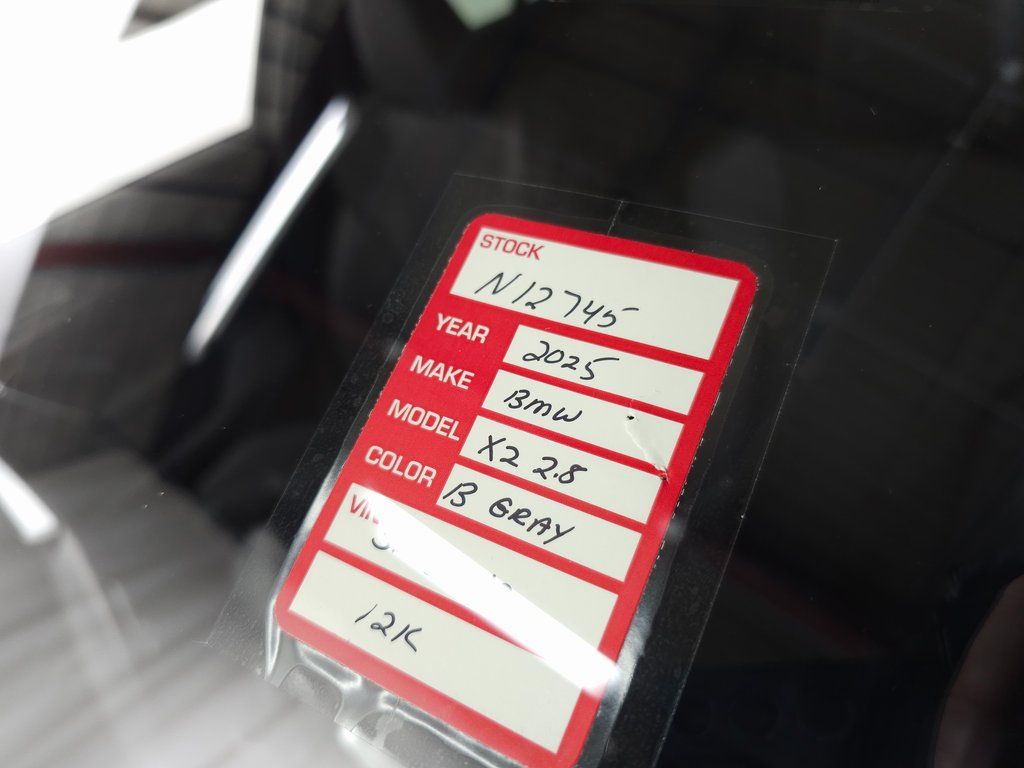 STOCK
N12745
YEAR 2025
MAKE BMW
MODEL X2 2.8
COLOR B GRAY
12K